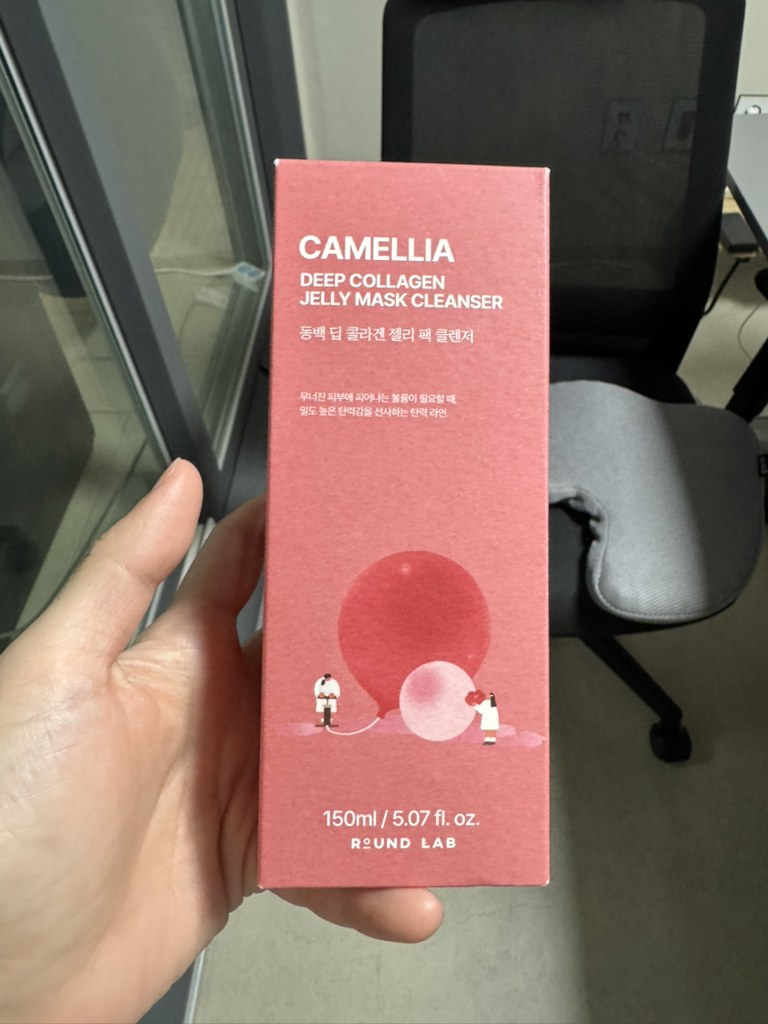 CAMELLIA
DEEP COLLAGEN
JELLY MASK CLEANSER
동백 딥 콜라겐 젤리 팩 클렌저
무너진 피부에 피어나는 볼륨이 필요할 때,
밀도 높은 탄력감을 선사하는 탄력 라인.
150ml / 5.07 fl. oz.
ROUND LAB